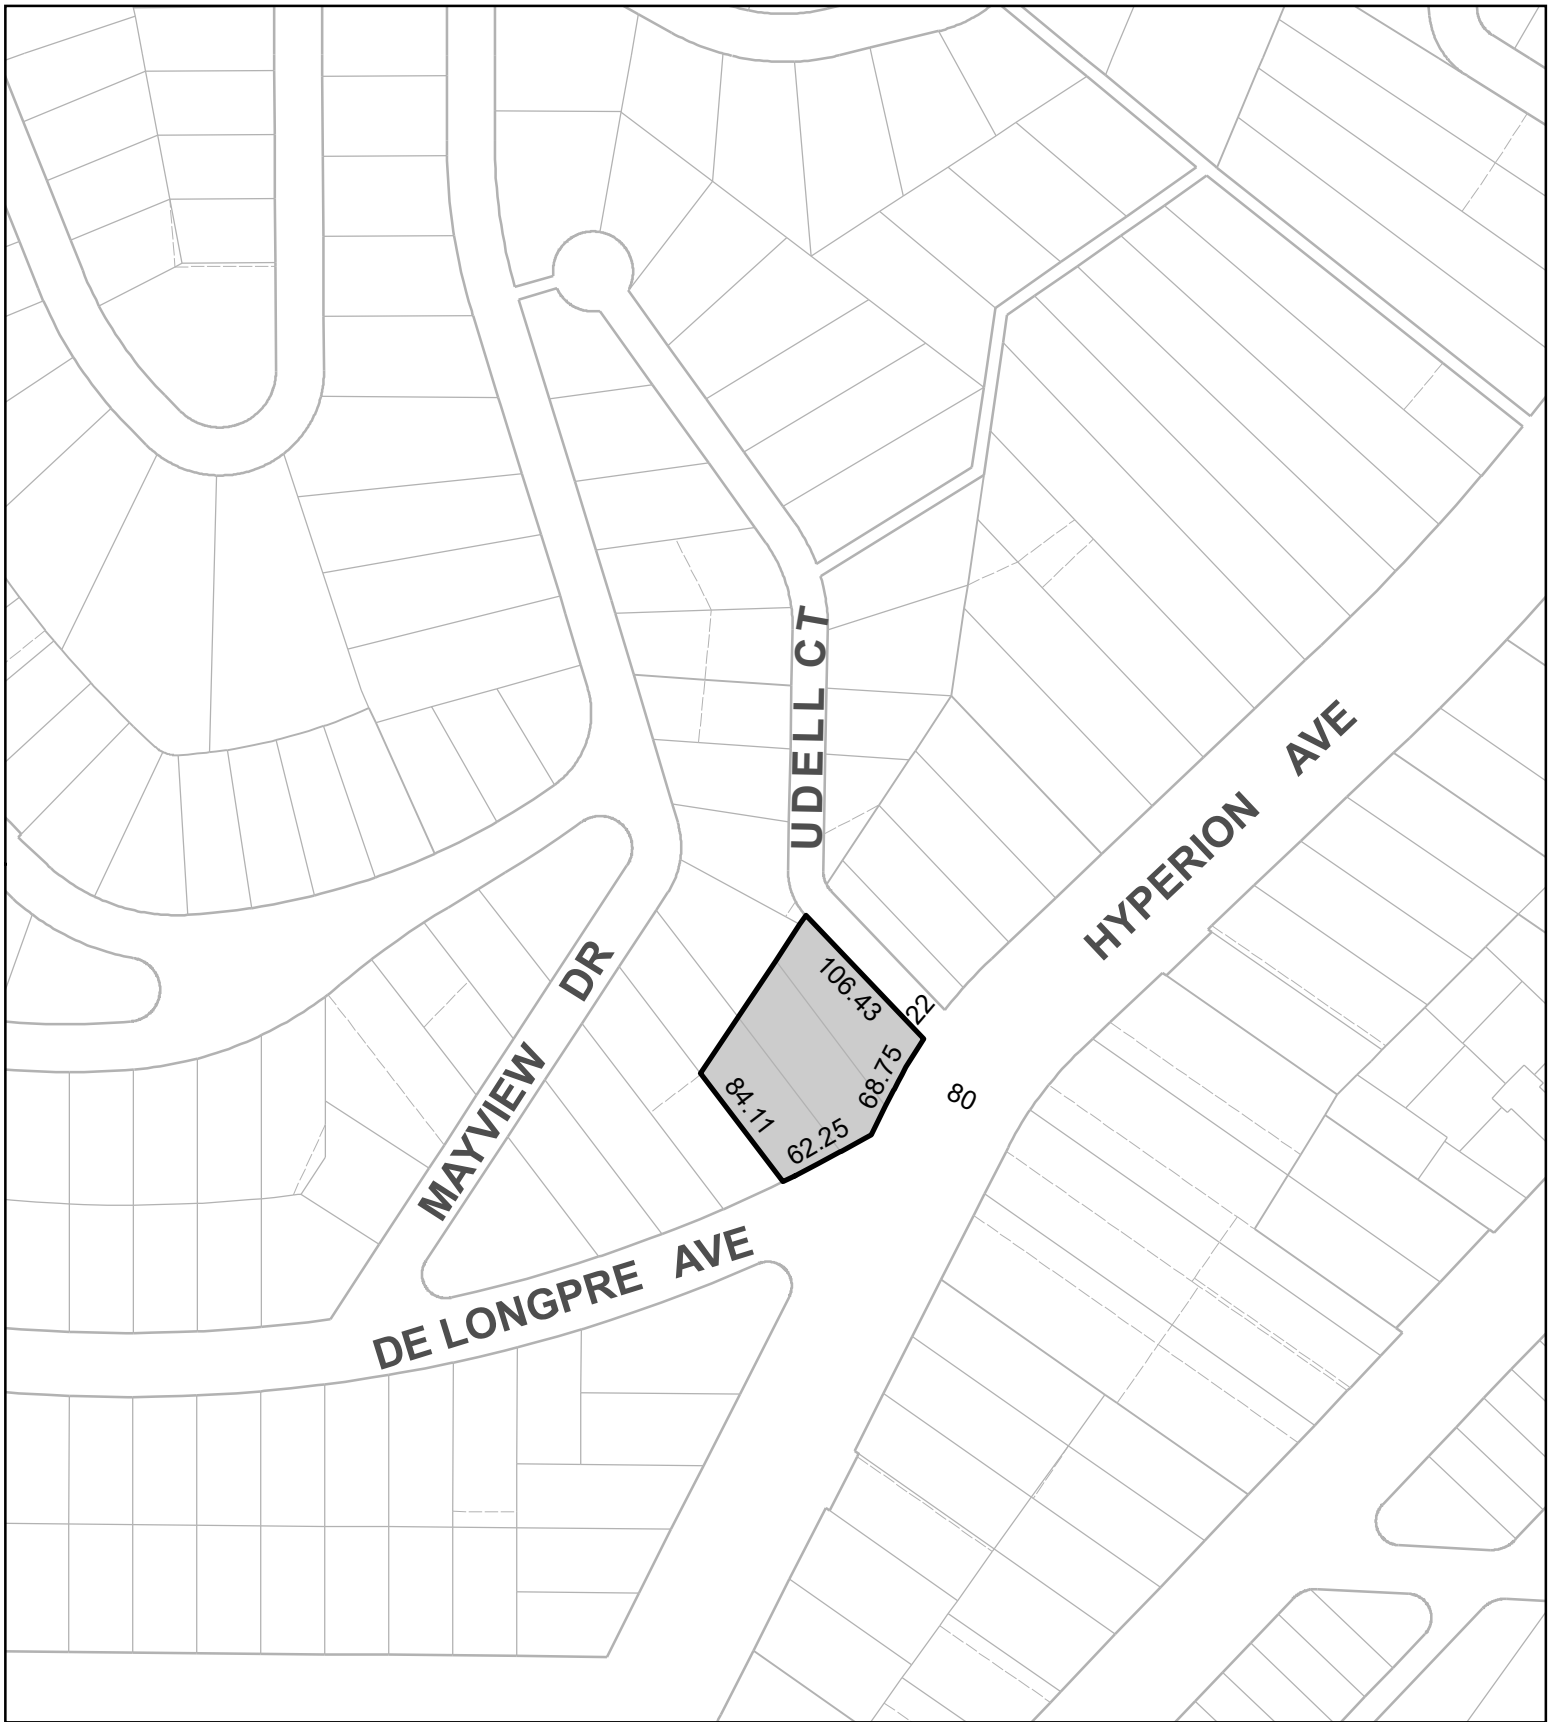 UDELL CT
HYPERION AVE
MAYVIEW DR
106.43
22
68.75
80
84.11
62.25
DE LONGPRE AVE